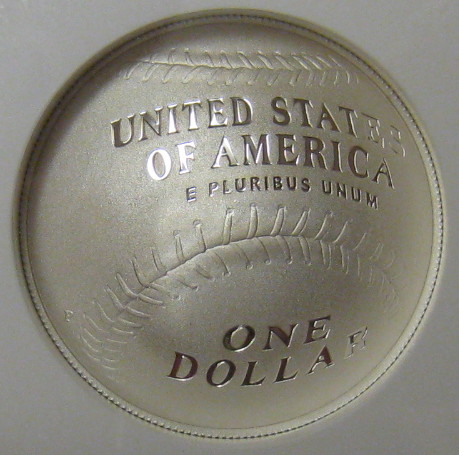 UNITED STATES
OF AMERICA
E PLURIBUS UNUM
P
ONE
DOLLAR